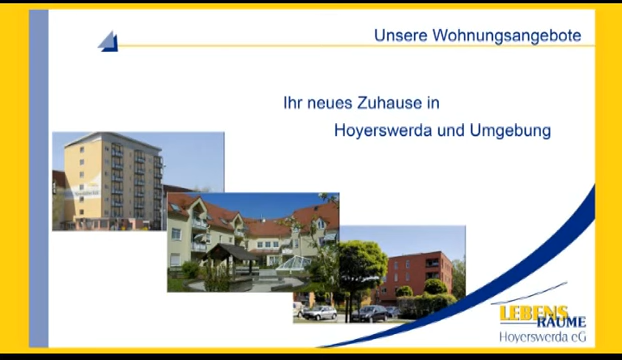 Unsere Wohnungsangebote
Ihr neues Zuhause in
Hoyerswerda und Umgebung
LEBENS
RÄUME
Hoyerswerda eG